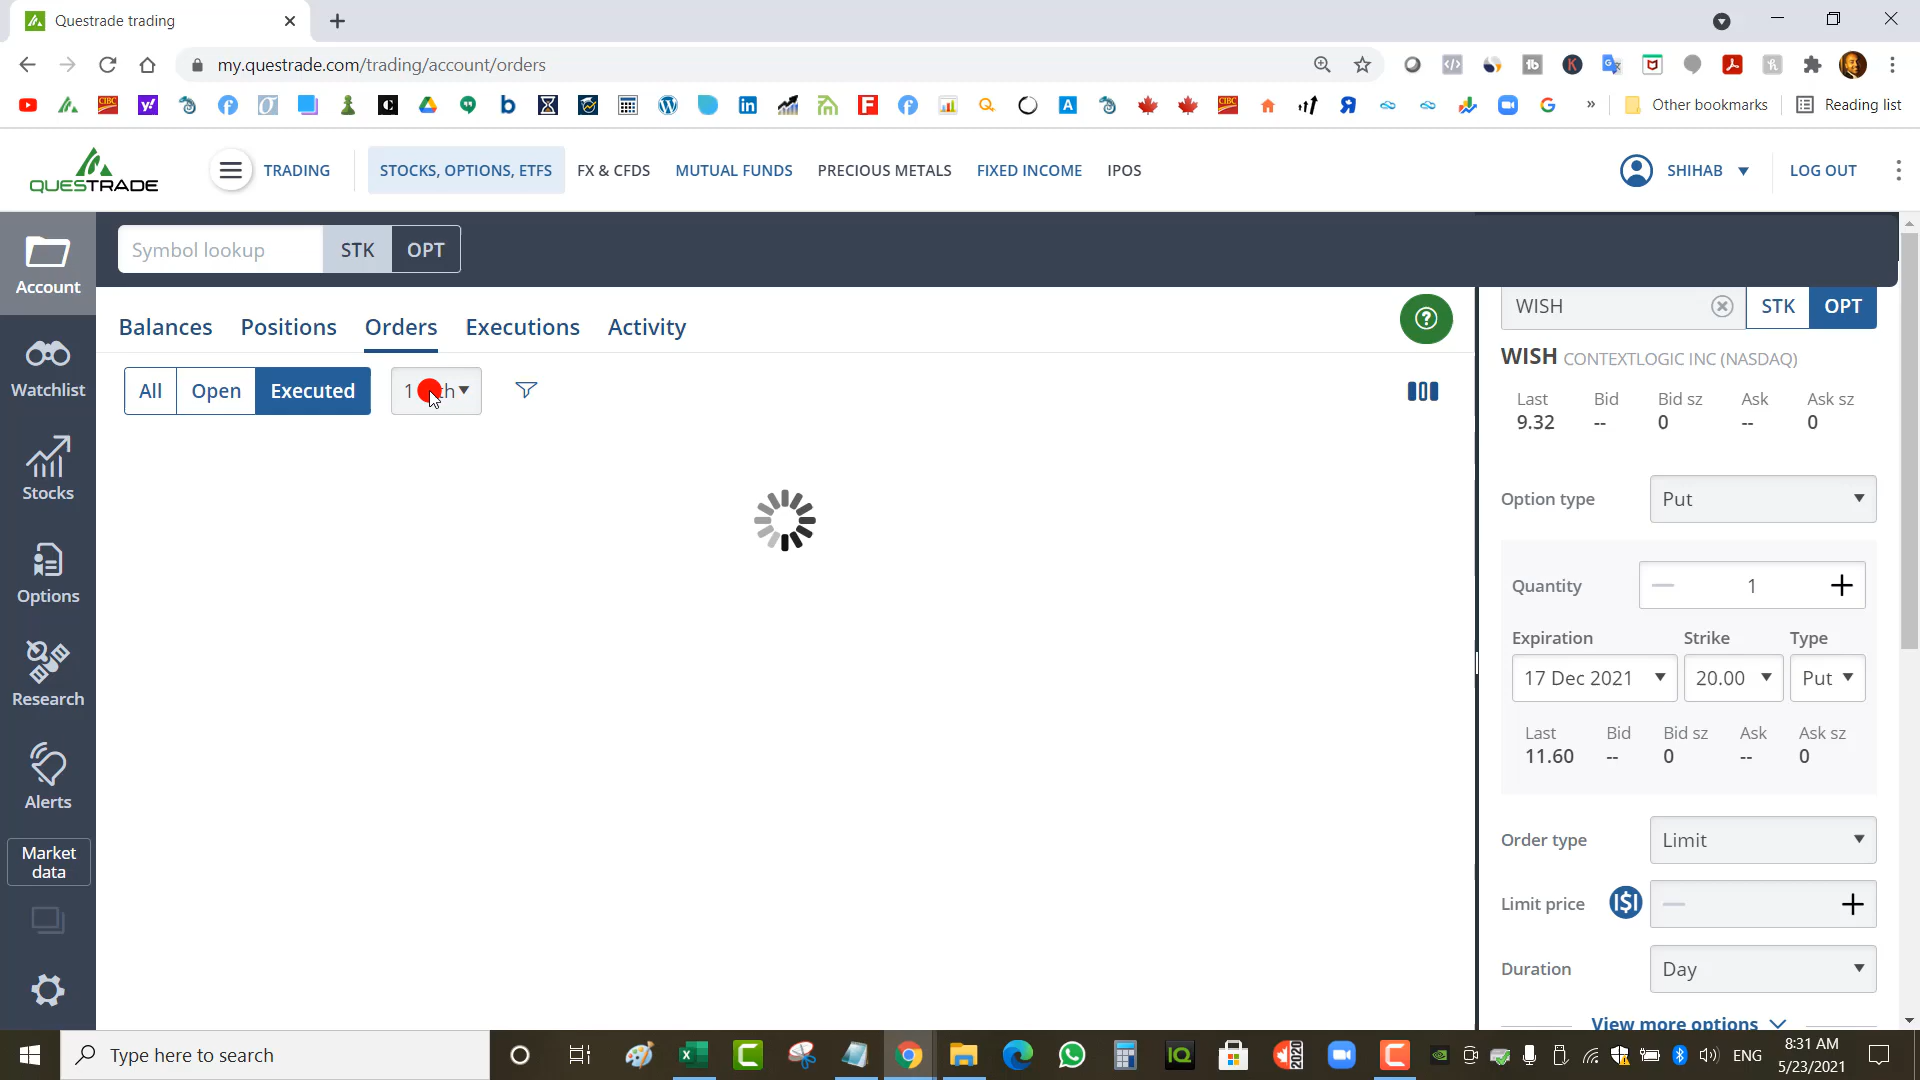 Questrade trading
my.questrade.com/trading/account/orders
Other bookmarks
Reading list
QUESTRADE
TRADING
STOCKS, OPTIONS, ETFS
FX & CFDS
MUTUAL FUNDS
PRECIOUS METALS
FIXED INCOME
IPOS
SHIHAB
LOG OUT
Symbol lookup
STK
OPT
Account
Watchlist
Stocks
Options
Research
Alerts
Market
data
Balances
Positions
Orders
Executions
Activity
All
Open
Executed
WISH
STK
OPT
WISH CONTEXTLOGIC INC (NASDAQ)
Last Bid Bid sz Ask Ask sz
9.32 -- 0 -- 0
Option type Put
Quantity 1
Expiration Strike Type
17 Dec 2021 20.00 Put
Last Bid Bid sz Ask Ask sz
11.60 -- 0 -- 0
Order type Limit
Limit price
Duration Day
View more options
Type here to search
ENG
8:31 AM
5/23/2021